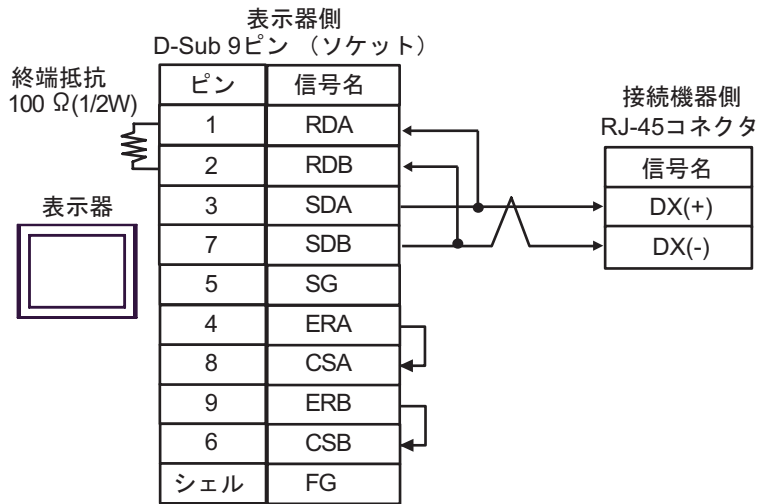 表示器側
D-Sub 9ピン （ソケット）
終端抵抗
100 Ω(1/2W)
ピン 信号名
1 RDA
2 RDB
3 SDA
7 SDB
5 SG
4 ERA
8 CSA
9 ERB
6 CSB
シェル FG
表示器
接続機器側
RJ-45コネクタ
信号名
DX(+)
DX(-)